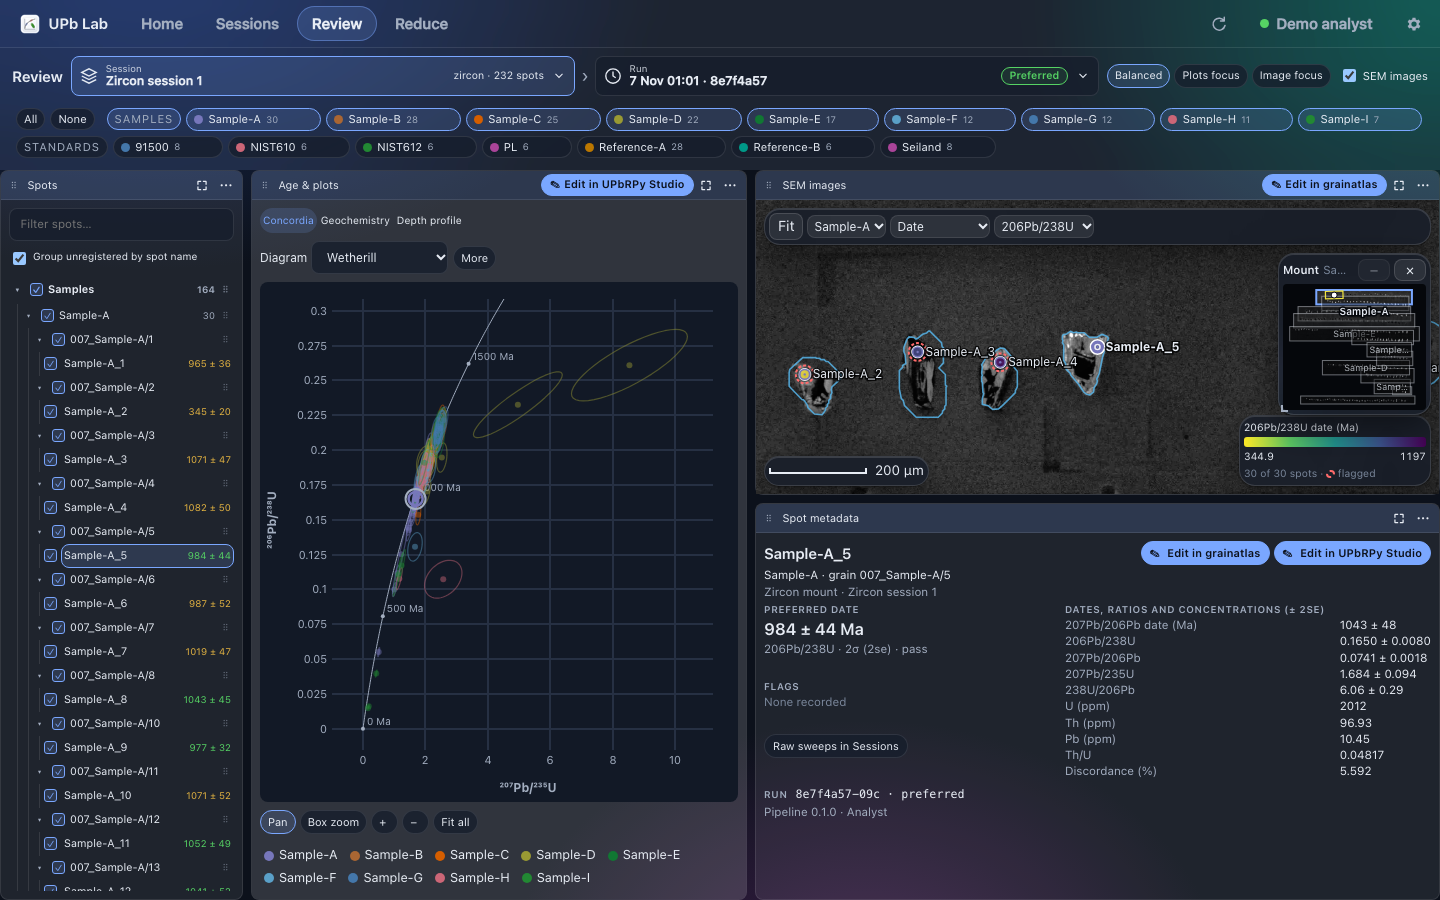 UPb Lab Home Sessions Review Reduce Demo analyst
Review
Session
Zircon session 1
zircon · 232 spots
›
Run
7 Nov 01:01 · 8e7f4a57
Preferred
Balanced Plots focus Image focus SEM images
All None SAMPLES Sample-A 30 Sample-B 28 Sample-C 25 Sample-D 22 Sample-E 17 Sample-F 12 Sample-G 12 Sample-H 11 Sample-I 7
STANDARDS 91500 8 NIST610 6 NIST612 6 PL 6 Reference-A 28 Reference-B 6 Seiland 8
Spots
Filter spots...
Group unregistered by spot name
Samples 164
Sample-A 30
007_Sample-A/1
Sample-A_1 965 ± 36
007_Sample-A/2
Sample-A_2 345 ± 20
007_Sample-A/3
Sample-A_3 1071 ± 47
007_Sample-A/4
Sample-A_4 1082 ± 50
007_Sample-A/5
Sample-A_5 984 ± 44
007_Sample-A/6
Sample-A_6 987 ± 52
007_Sample-A/7
Sample-A_7 1019 ± 47
007_Sample-A/8
Sample-A_8 1043 ± 45
007_Sample-A/10
Sample-A_9 977 ± 32
007_Sample-A/11
Sample-A_10 1071 ± 52
007_Sample-A/12
Sample-A_11 1052 ± 49
007_Sample-A/13
Age & plots
Edit in UPbRPy Studio
Concordia Geochemistry Depth profile
Diagram Wetherill More
0.3
0.275
0.25
0.225
0.2
0.175
0.15
0.125
0.1
0.075
0.05
0.025
0
1500 Ma
00 Ma
500 Ma
0 Ma
²⁰⁶Pb/²³⁸U
0 2 4 6 8 10
²⁰⁷Pb/²³⁵U
Pan Box zoom + − Fit all
Sample-A Sample-B Sample-C Sample-D Sample-E
Sample-F Sample-G Sample-H Sample-I
SEM images
Edit in grainatlas
Fit Sample-A Date 206Pb/238U
Sample-A_2
Sample-A_3
Sample-A_4
Sample-A_5
Mount Sa... − ×
Sample-A
Sample-E
Sample...
Sample-D
Samp...
200 µm
206Pb/238U date (Ma)
344.9 1197
30 of 30 spots · flagged
Spot metadata
Sample-A_5
Edit in grainatlas Edit in UPbRPy Studio
Sample-A · grain 007_Sample-A/5
Zircon mount · Zircon session 1
PREFERRED DATE
984 ± 44 Ma
206Pb/238U · 2σ (2se) · pass
FLAGS
None recorded
Raw sweeps in Sessions
RUN 8e7f4a57-09c · preferred
Pipeline 0.1.0 · Analyst
DATES, RATIOS AND CONCENTRATIONS (± 2SE)
207Pb/206Pb date (Ma) 1043 ± 48
206Pb/238U 0.1650 ± 0.0080
207Pb/206Pb 0.0741 ± 0.0018
207Pb/235U 1.684 ± 0.094
238U/206Pb 6.06 ± 0.29
U (ppm) 2012
Th (ppm) 96.93
Pb (ppm) 10.45
Th/U 0.04817
Discordance (%) 5.592